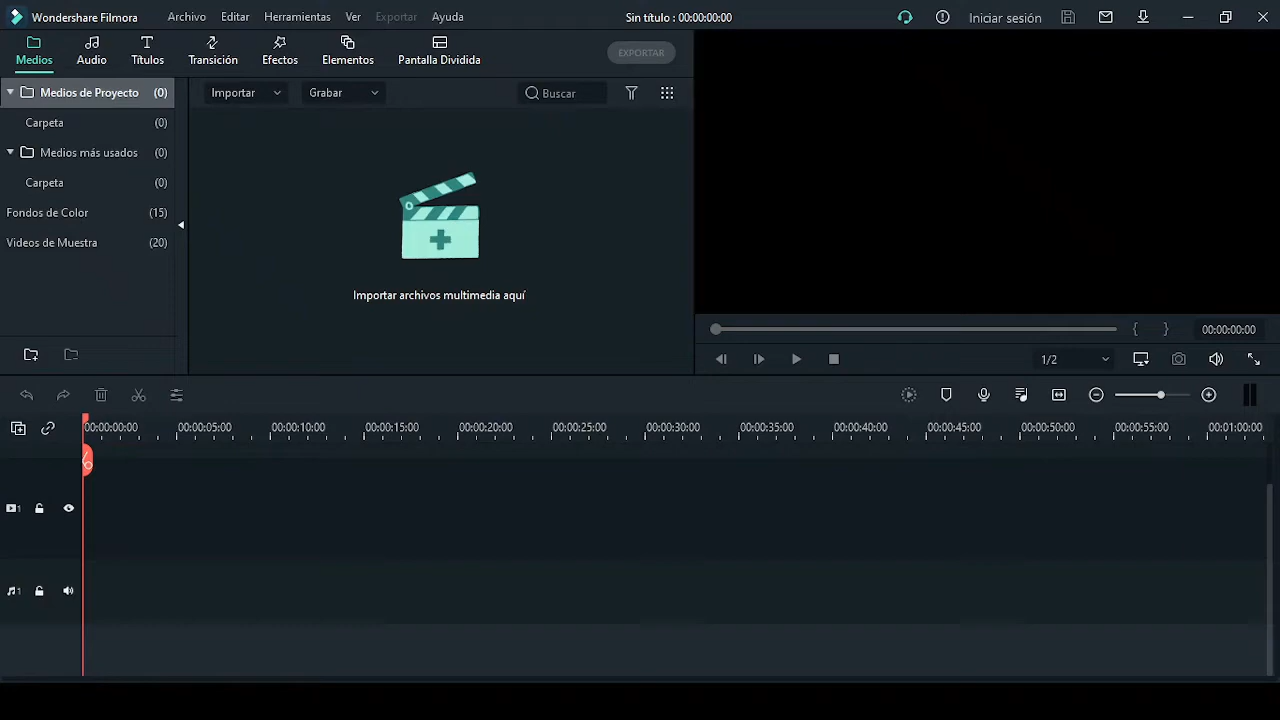 Wondershare Filmora Archivo Editar Herramientas Ver Exportar Ayuda Sin título : 00:00:00:00 Iniciar sesión
Medios Audio Títulos Transición Efectos Elementos Pantalla Dividida EXPORTAR
Medios de Proyecto (0) Importar Grabar Buscar
Carpeta (0)
Medios más usados (0)
Carpeta (0)
Fondos de Color (15)
Videos de Muestra (20)
Importar archivos multimedia aquí
{ } 00:00:00:00
1/2
00:00:00:00 00:00:05:00 00:00:10:00 00:00:15:00 00:00:20:00 00:00:25:00 00:00:30:00 00:00:35:00 00:00:40:00 00:00:45:00 00:00:50:00 00:00:55:00 00:01:00:00
1
1